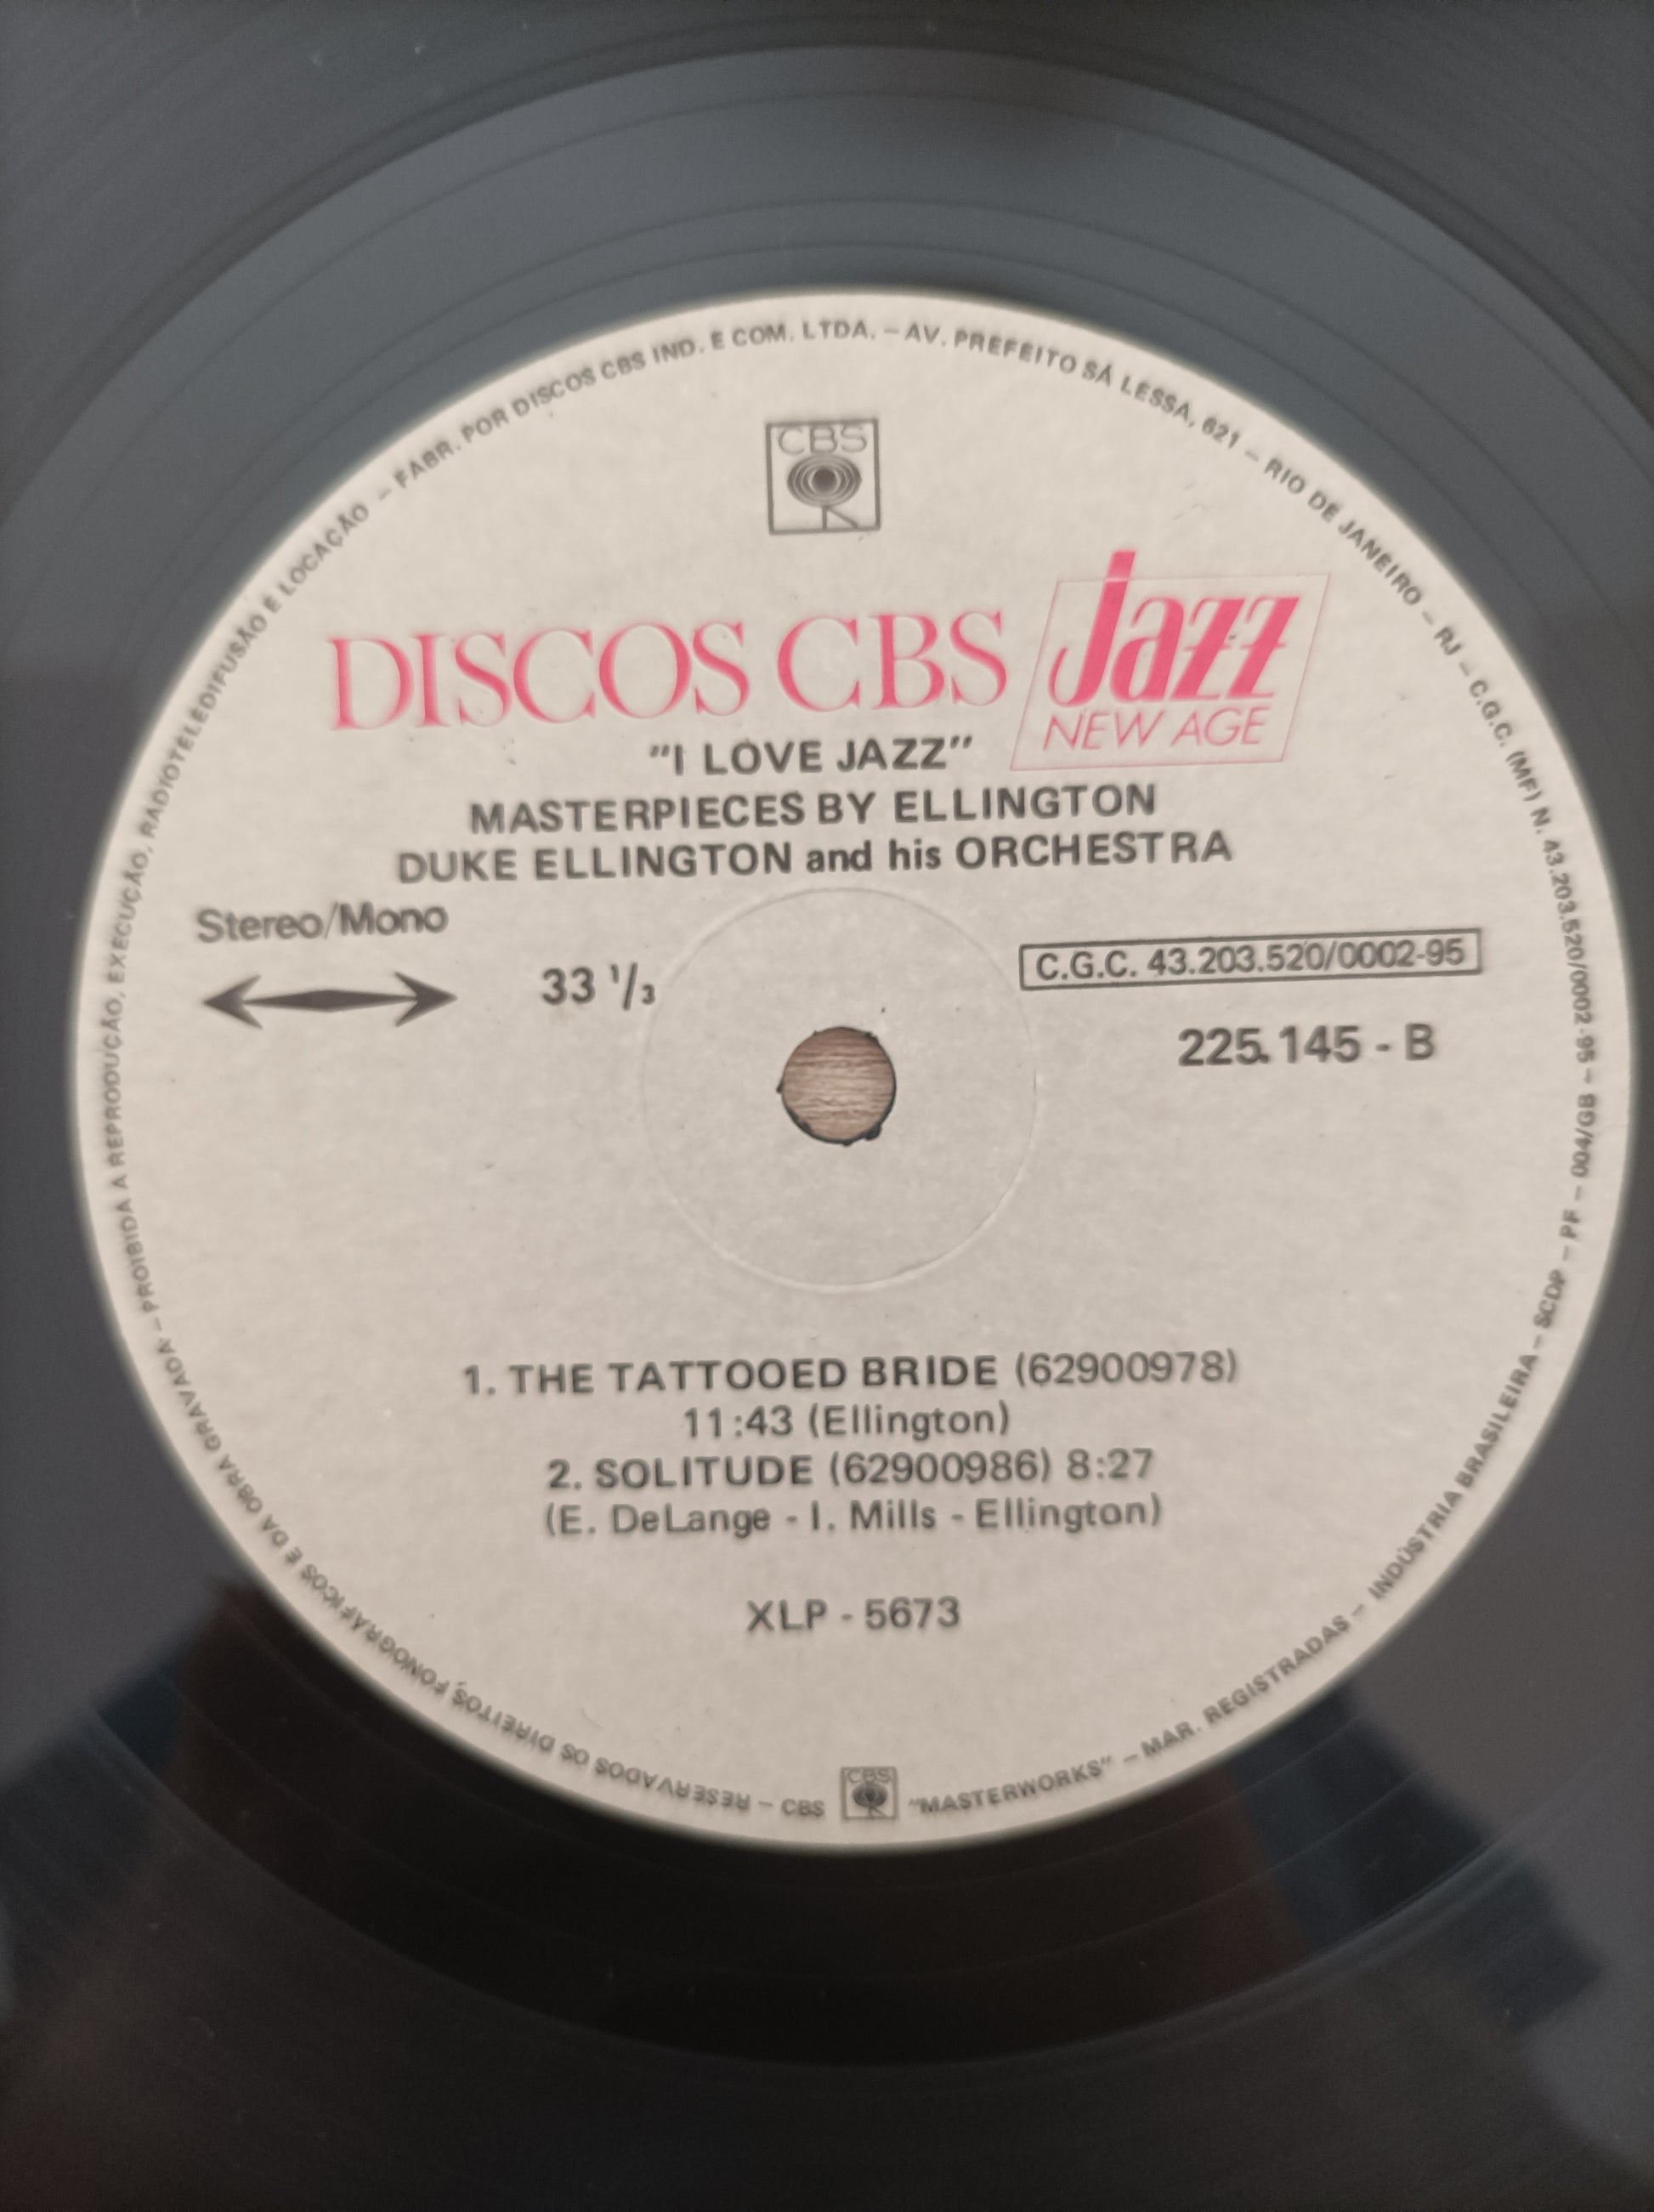 CBS
DISCOS CBS Jazz
NEW AGE
"I LOVE JAZZ"
MASTERPIECES BY ELLINGTON
DUKE ELLINGTON and his ORCHESTRA
Stereo/Mono
33 1/3
C.G.C. 43.203.520/0002-95
225.145 - B
1. THE TATTOOED BRIDE (62900978)
11:43 (Ellington)
2. SOLITUDE (62900986) 8:27
(E. DeLange - I. Mills - Ellington)
XLP - 5673
RESERVADOS OS DIREITOS FONOGRÁFICOS E DA OBRA GRAVADA – PROIBIDA A REPRODUÇÃO, EXECUÇÃO, RADIOTELEDIFUSÃO E LOCAÇÃO – FABR. POR DISCOS CBS IND. E COM. LTDA. – AV. PREFEITO SÁ LESSA, 621 – RIO DE JANEIRO – RJ – C.G.C. (MF) N. 43.203.520/0002-95 – BD/400 – PF – SCDP – INDÚSTRIA BRASILEIRA – MAR. REGISTRADAS – "MASTERWORKS" CBS – CBS